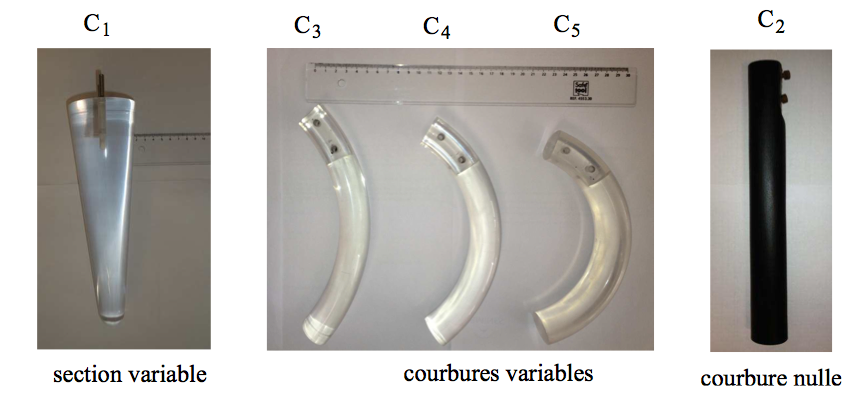 C1
C3
C4
C5
C2
section variable
courbures variables
courbure nulle